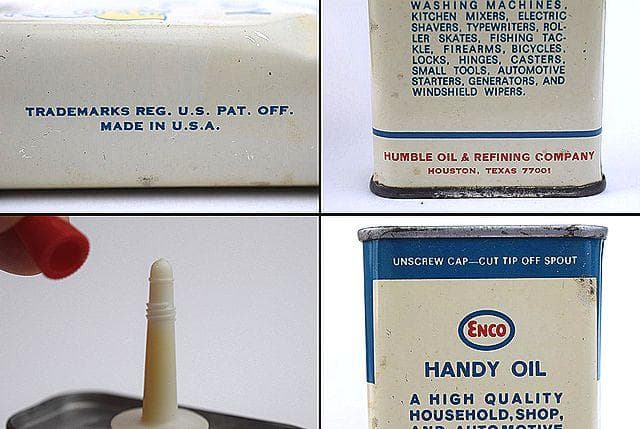 TRADEMARKS REG. U.S. PAT. OFF.
MADE IN U.S.A.
WASHING MACHINES,
KITCHEN MIXERS, ELECTRIC
SHAVERS, TYPEWRITERS, ROL-
LER SKATES, FISHING TAC-
KLE, FIREARMS, BICYCLES,
LOCKS, HINGES, CASTERS,
SMALL TOOLS, AUTOMOTIVE
STARTERS, GENERATORS, AND
WINDSHIELD WIPERS.
HUMBLE OIL & REFINING COMPANY
HOUSTON, TEXAS 77001
UNSCREW CAP—CUT TIP OFF SPOUT
ENCO
HANDY OIL
A HIGH QUALITY
HOUSEHOLD, SHOP,
AND AUTOMOTIVE